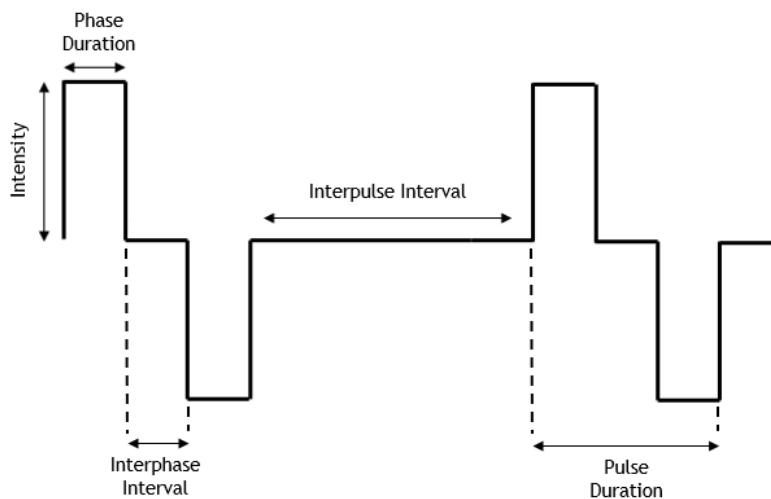 Phase
Duration
Intensity
Interpulse Interval
Interphase
Interval
Pulse
Duration